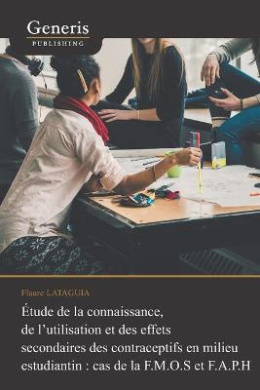 Generis
PUBLISHING
Flaure LATAGUIA
Étude de la connaissance,
de l'utilisation et des effets
secondaires des contraceptifs en milieu
estudiantin : cas de la F.M.O.S et F.A.P.H